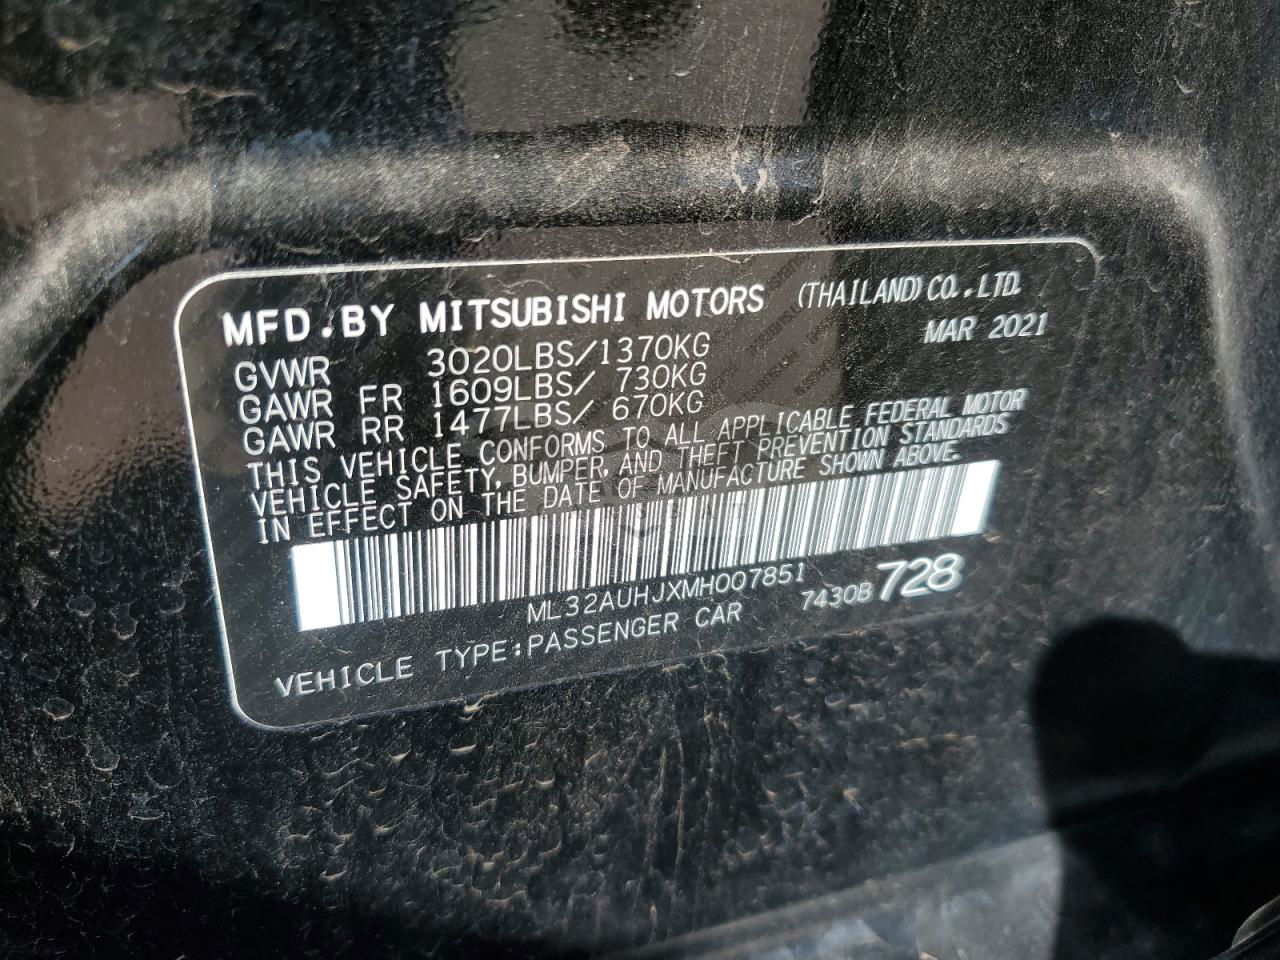 MFD.BY MITSUBISHI MOTORS (THAILAND) CO.,LTD.
MAR 2021
GVWR 3020LBS/1370KG
GAWR FR 1609LBS/ 730KG
GAWR RR 1477LBS/ 670KG
THIS VEHICLE CONFORMS TO ALL APPLICABLE FEDERAL MOTOR
VEHICLE SAFETY, BUMPER, AND THEFT PREVENTION STANDARDS
IN EFFECT ON THE DATE OF MANUFACTURE SHOWN ABOVE.
ML32AUHJXMH007851
VEHICLE TYPE:PASSENGER CAR 7430B 728